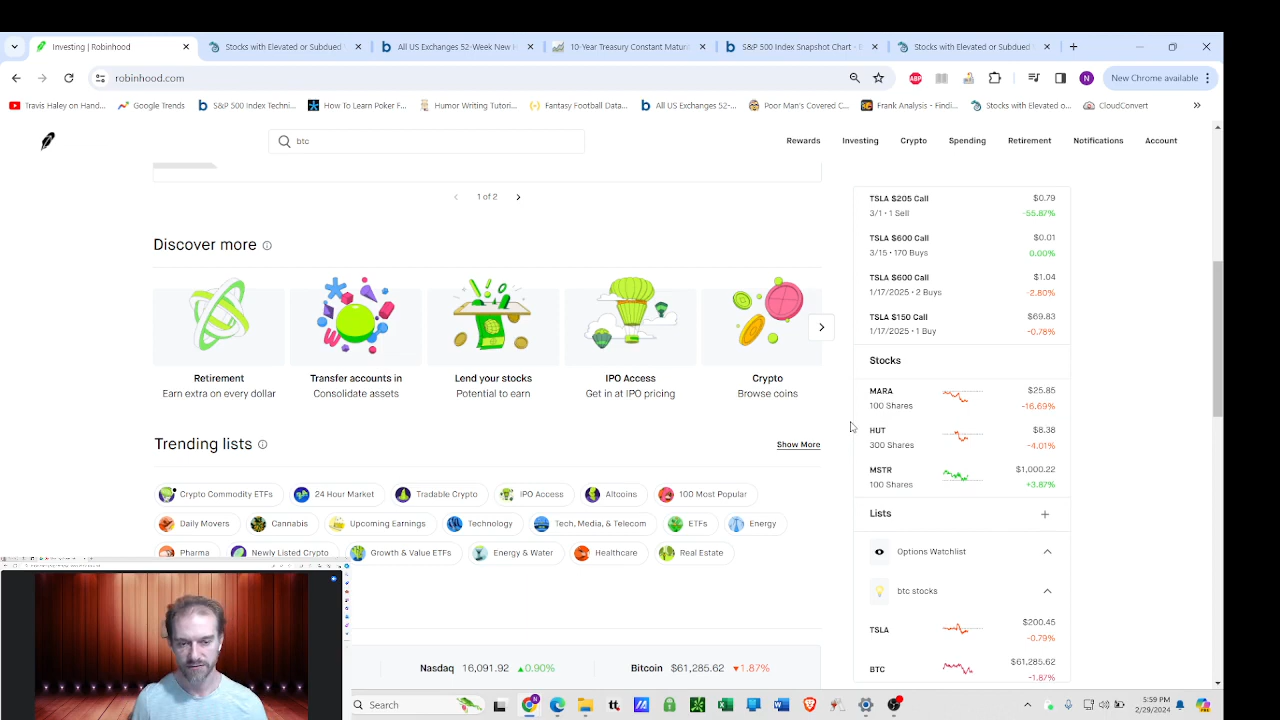 Investing | Robinhood
Stocks with Elevated or Subdued
All US Exchanges 52-Week New H
10-Year Treasury Constant Maturi
S&P 500 Index Snapshot Chart - B
Stocks with Elevated or Subdued
robinhood.com
New Chrome available
Travis Haley on Hand...
Google Trends
S&P 500 Index Techni...
How To Learn Poker F...
Humor Writing Tutori...
Fantasy Football Data...
All US Exchanges 52-...
Poor Man's Covered C...
Frank Analysis - Findi...
Stocks with Elevated o...
CloudConvert
btc
Rewards Investing Crypto Spending Retirement Notifications Account
1 of 2
Discover more
Retirement
Earn extra on every dollar
Transfer accounts in
Consolidate assets
Lend your stocks
Potential to earn
IPO Access
Get in at IPO pricing
Crypto
Browse coins
Trending lists
Show More
Crypto Commodity ETFs 24 Hour Market Tradable Crypto IPO Access Altcoins 100 Most Popular
Daily Movers Cannabis Upcoming Earnings Technology Tech, Media, & Telecom ETFs Energy
Pharma Newly Listed Crypto Growth & Value ETFs Energy & Water Healthcare Real Estate
Nasdaq 16,091.92 ▲0.90% Bitcoin $61,285.62 ▼1.87%
TSLA $205 Call $0.79
3/1 • 1 Sell -55.87%
TSLA $600 Call $0.01
3/15 • 170 Buys 0.00%
TSLA $600 Call $1.04
1/17/2025 • 2 Buys -2.80%
TSLA $150 Call $69.83
1/17/2025 • 1 Buy -0.78%
Stocks
MARA $25.85
100 Shares -16.69%
HUT $8.38
300 Shares -4.01%
MSTR $1,000.22
100 Shares +3.87%
Lists
Options Watchlist
btc stocks
TSLA $200.45
-0.79%
BTC $61,285.62
-1.87%
Search
5:59 PM
2/29/2024